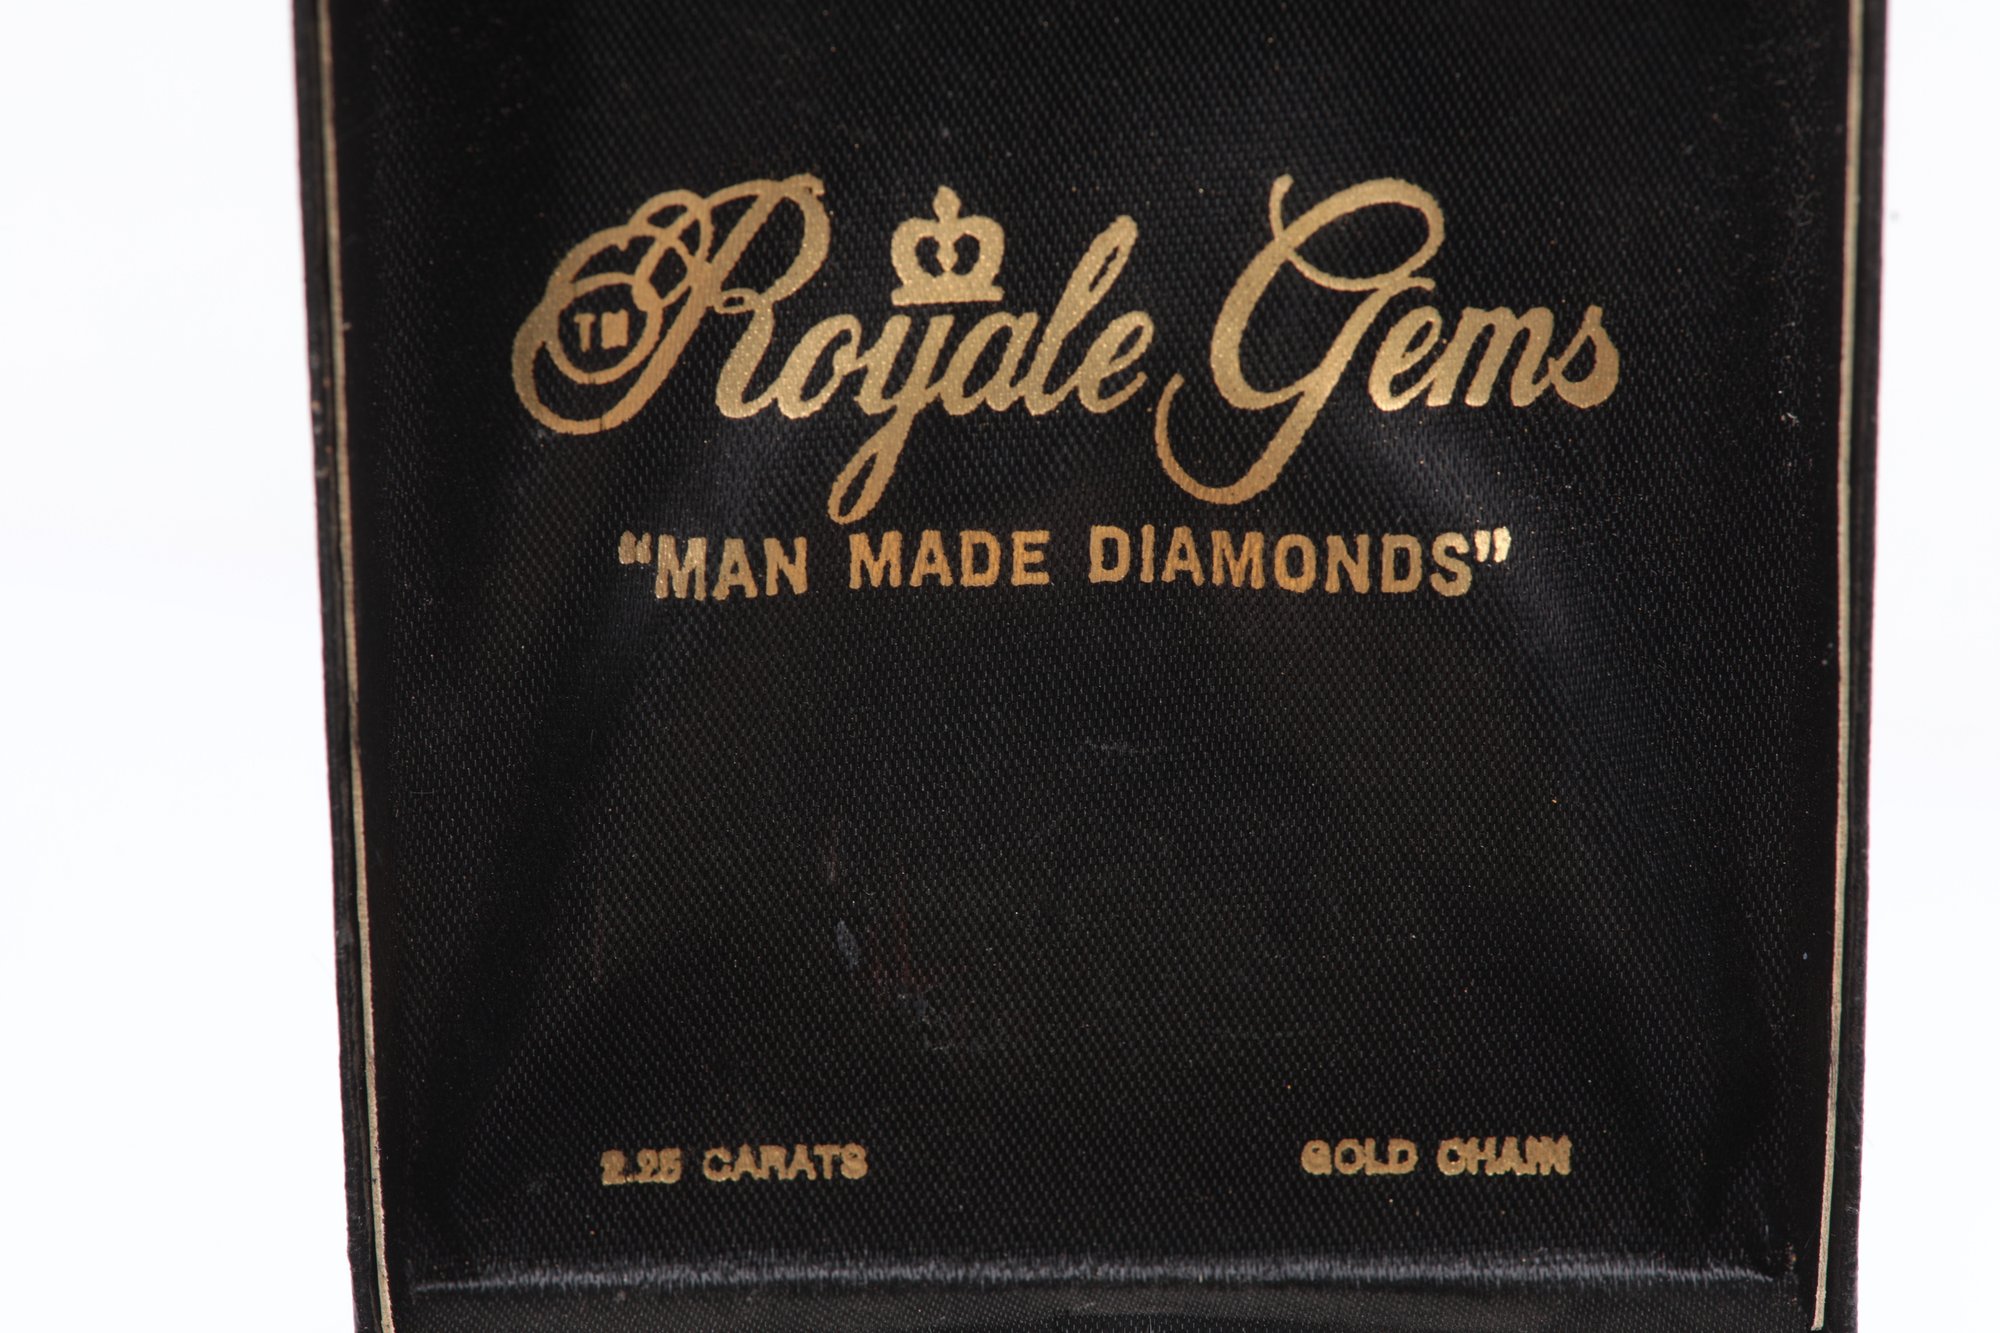 TM Royale Gems
“MAN MADE DIAMONDS”
2.25 CARATS GOLD CHAIN